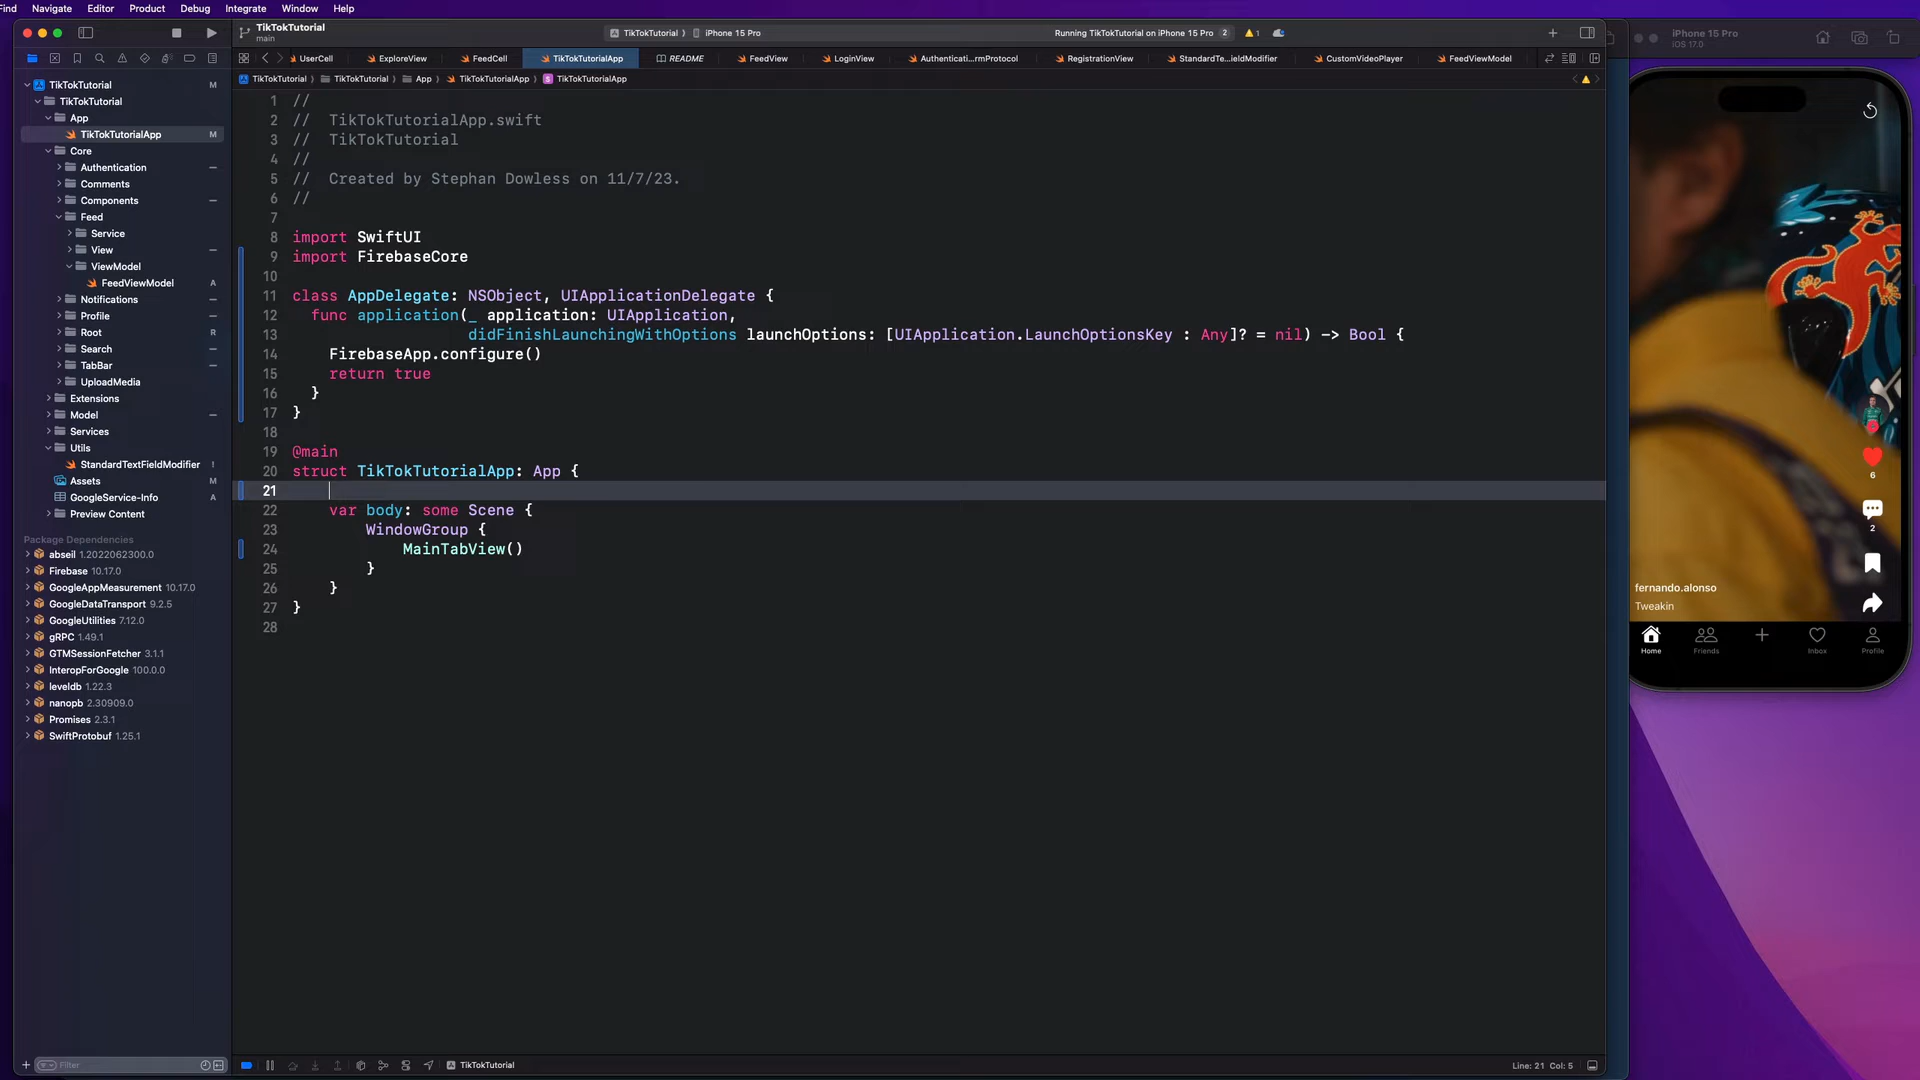 Find Navigate Editor Product Debug Integrate Window Help
TikTokTutorial
main
TikTokTutorial iPhone 15 Pro
Running TikTokTutorial on iPhone 15 Pro 2 1
UserCell ExploreView FeedCell TikTokTutorialApp README FeedView LoginView Authenticati...rmProtocol RegistrationView StandardTe...ieldModifier CustomVideoPlayer FeedViewModel
TikTokTutorial TikTokTutorial App TikTokTutorialApp TikTokTutorialApp
TikTokTutorial M
TikTokTutorial
App
TikTokTutorialApp M
Core
Authentication
Comments
Components
Feed
Service
View
ViewModel
FeedViewModel A
Notifications
Profile
Root R
Search
TabBar
UploadMedia
Extensions
Model
Services
Utils
StandardTextFieldModifier !
Assets M
GoogleService-Info A
Preview Content
Package Dependencies
abseil 1.2022062300.0
Firebase 10.17.0
GoogleAppMeasurement 10.17.0
GoogleDataTransport 9.2.5
GoogleUtilities 7.12.0
gRPC 1.49.1
GTMSessionFetcher 3.1.1
InteropForGoogle 100.0.0
leveldb 1.22.3
nanopb 2.30909.0
Promises 2.3.1
SwiftProtobuf 1.25.1
Filter
1 //
2 //  TikTokTutorialApp.swift
3 //  TikTokTutorial
4 //
5 //  Created by Stephan Dowless on 11/7/23.
6 //
7
8 import SwiftUI
9 import FirebaseCore
10
11 class AppDelegate: NSObject, UIApplicationDelegate {
12   func application(_ application: UIApplication,
13                    didFinishLaunchingWithOptions launchOptions: [UIApplication.LaunchOptionsKey : Any]? = nil) -> Bool {
14     FirebaseApp.configure()
15     return true
16   }
17 }
18
19 @main
20 struct TikTokTutorialApp: App {
21
22     var body: some Scene {
23         WindowGroup {
24             MainTabView()
25         }
26     }
27 }
28
TikTokTutorial
Line: 21 Col: 5
iPhone 15 Pro
iOS 17.0
6
2
fernando.alonso
Tweakin
Home Friends Inbox Profile